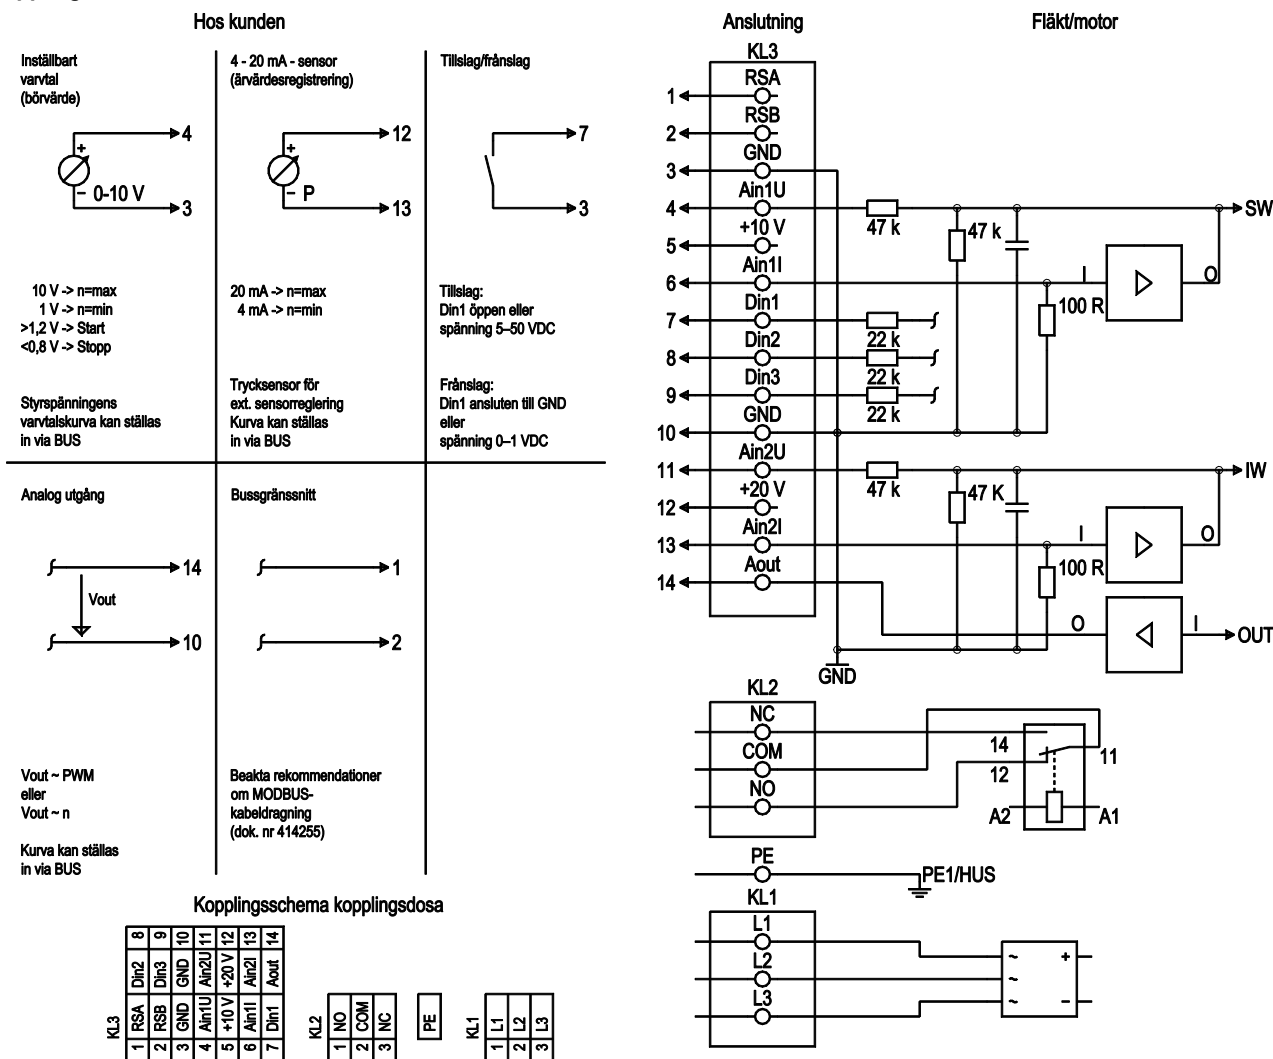 Hos kunden
Anslutning
Fläkt/motor
Inställbart
varvtal
(börvärde)
+
4
−
0-10 V
3
10 V -> n=max
1 V -> n=min
>1,2 V -> Start
<0,8 V -> Stopp
Styrspänningens
varvtalskurva kan ställas
in via BUS
4 - 20 mA - sensor
(ärvärdesregistrering)
+
12
−
P
13
20 mA -> n=max
4 mA -> n=min
Trycksensor för
ext. sensorreglering
Kurva kan ställas
in via BUS
Tillslag/frånslag
7
3
Tillslag:
Din1 öppen eller
spänning 5–50 VDC
Frånslag:
Din1 ansluten till GND
eller
spänning 0–1 VDC
Analog utgång
14
Vout
10
Vout ~ PWM
eller
Vout ~ n
Kurva kan ställas
in via BUS
Bussgränssnitt
1
2
Beakta rekommendationer
om MODBUS-
kabeldragning
(dok. nr 414255)
KL3
1 RSA
2 RSB
3 GND
4 Ain1U 47 k 47 k SW
5 +10 V
6 Ain1I I O 100 R
7 Din1 22 k
8 Din2 22 k
9 Din3 22 k
10 GND
11 Ain2U 47 k 47 K IW
12 +20 V
13 Ain2I I O 100 R
14 Aout
O I OUT
GND
KL2
NC
COM
NO
14
12
11
A2
A1
PE
PE1/HUS
KL1
L1
L2
L3
~ +
~
~ −
Kopplingsschema kopplingsdosa
KL3
1 RSA Din2 8
2 RSB Din3 9
3 GND GND 10
4 Ain1U Ain2U 11
5 +10 V +20 V 12
6 Ain1I Ain2I 13
7 Din1 Aout 14
KL2
1 NO
2 COM
3 NC
PE
KL1
1 L1
2 L2
3 L3